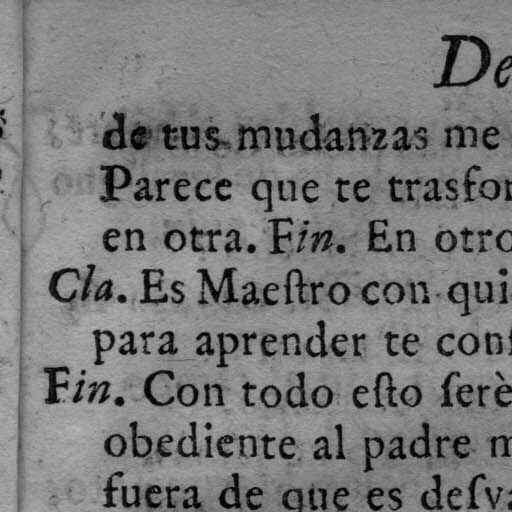 De
de tus mudanzas me
Parece que te trasfor
en otra. Fin. En otro
Cla. Es Maeſtro con qui
para aprender te conſ
Fin. Con todo eſto ſerè
obediente al padre m
fuera de que es deſva